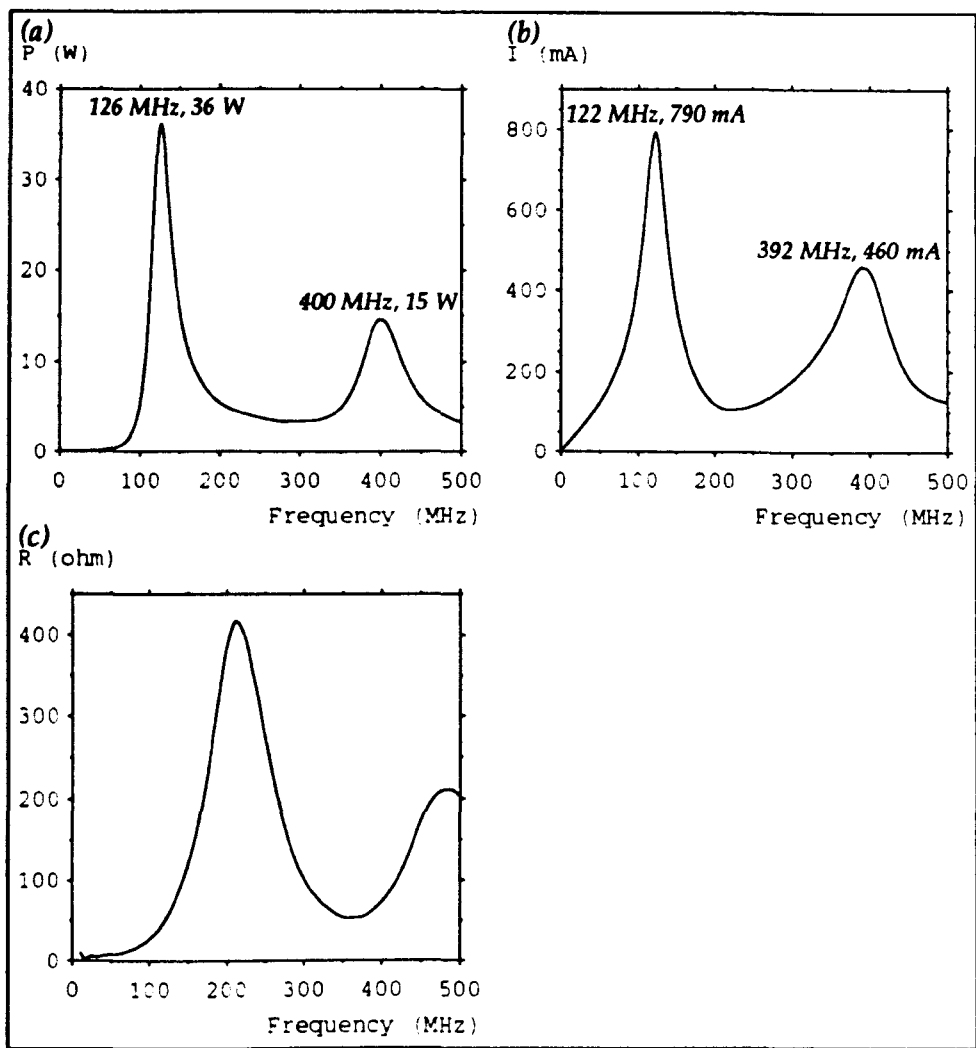 (a)
P (W)
40
30
20
10
0
126 MHz, 36 W
400 MHz, 15 W
0 100 200 300 400 500
Frequency (MHz)
(b)
I (mA)
800
600
400
200
0
122 MHz, 790 mA
392 MHz, 460 mA
0 100 200 300 400 500
Frequency (MHz)
(c)
R (ohm)
400
300
200
100
0
0 100 200 300 400 500
Frequency (MHz)